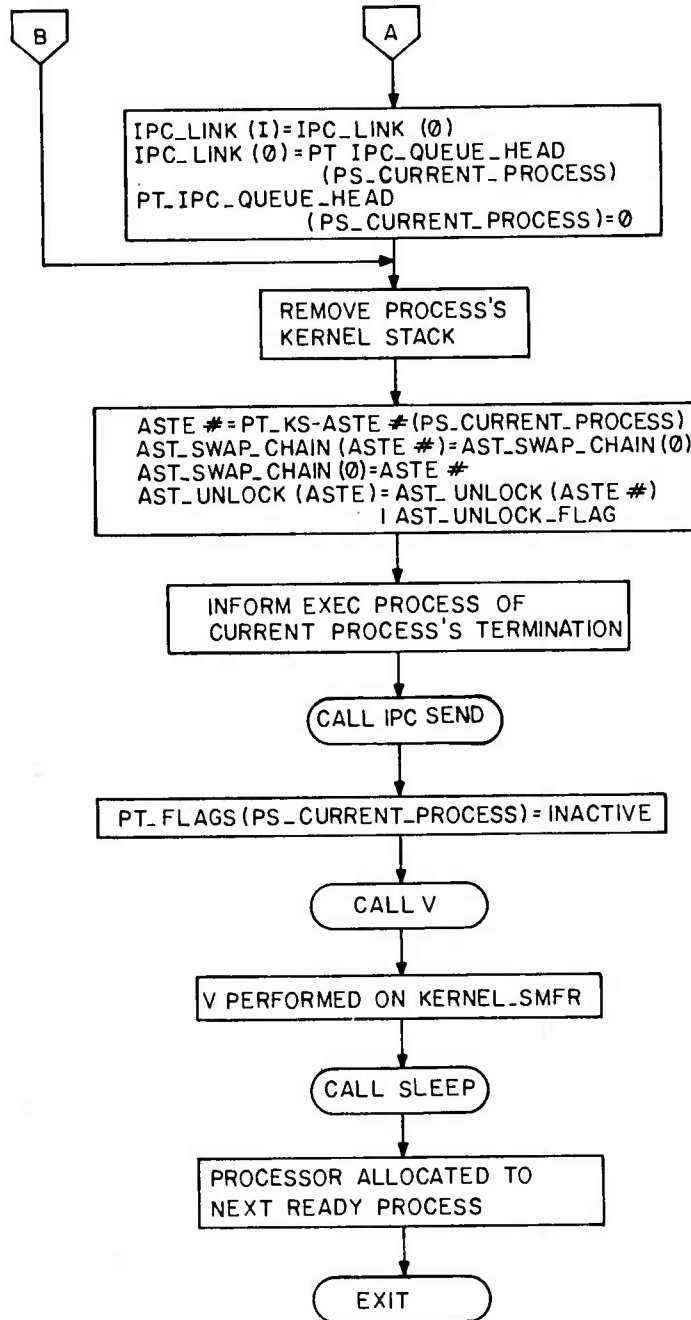 B
A
IPC_LINK (I)=IPC_LINK (0)
IPC_LINK (0)=PT IPC_QUEUE_HEAD
(PS_CURRENT_PROCESS)
PT_IPC_QUEUE_HEAD
(PS_CURRENT_PROCESS)=0
REMOVE PROCESS'S
KERNEL STACK
ASTE #=PT_KS-ASTE #(PS_CURRENT_PROCESS)
AST_SWAP_CHAIN (ASTE #)=AST_SWAP_CHAIN(0)
AST_SWAP_CHAIN (0)=ASTE #
AST_UNLOCK (ASTE)=AST_UNLOCK (ASTE #)
I AST_UNLOCK_FLAG
INFORM EXEC PROCESS OF
CURRENT PROCESS'S TERMINATION
CALL IPC SEND
PT_FLAGS (PS_CURRENT_PROCESS) = INACTIVE
CALL V
V PERFORMED ON KERNEL_SMFR
CALL SLEEP
PROCESSOR ALLOCATED TO
NEXT READY PROCESS
EXIT